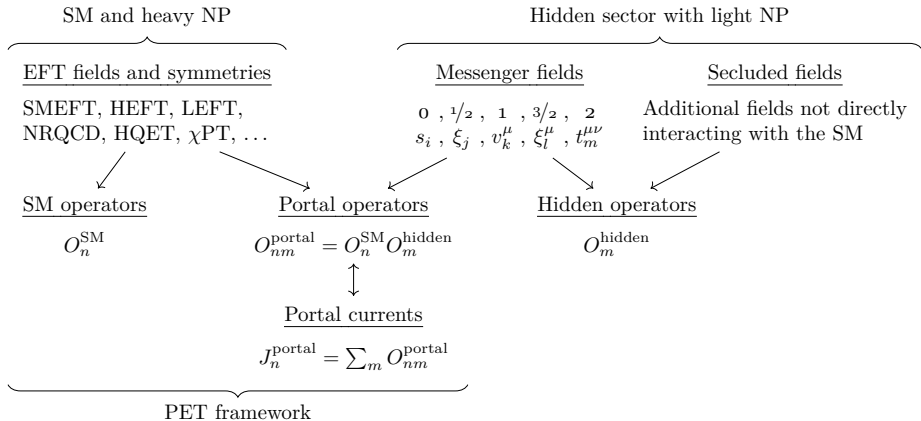 SM and heavy NP
Hidden sector with light NP
EFT fields and symmetries
SMEFT, HEFT, LEFT,
NRQCD, HQET, χPT, …
Messenger fields
0 , 1/2 , 1 , 3/2 , 2
s_i , ξ_j , v_k^μ , ξ_l^μ , t_m^{μν}
Secluded fields
Additional fields not directly
interacting with the SM
SM operators
O_n^{SM}
Portal operators
O_{nm}^{portal} = O_n^{SM} O_m^{hidden}
Hidden operators
O_m^{hidden}
Portal currents
J_n^{portal} = ∑_m O_{nm}^{portal}
PET framework